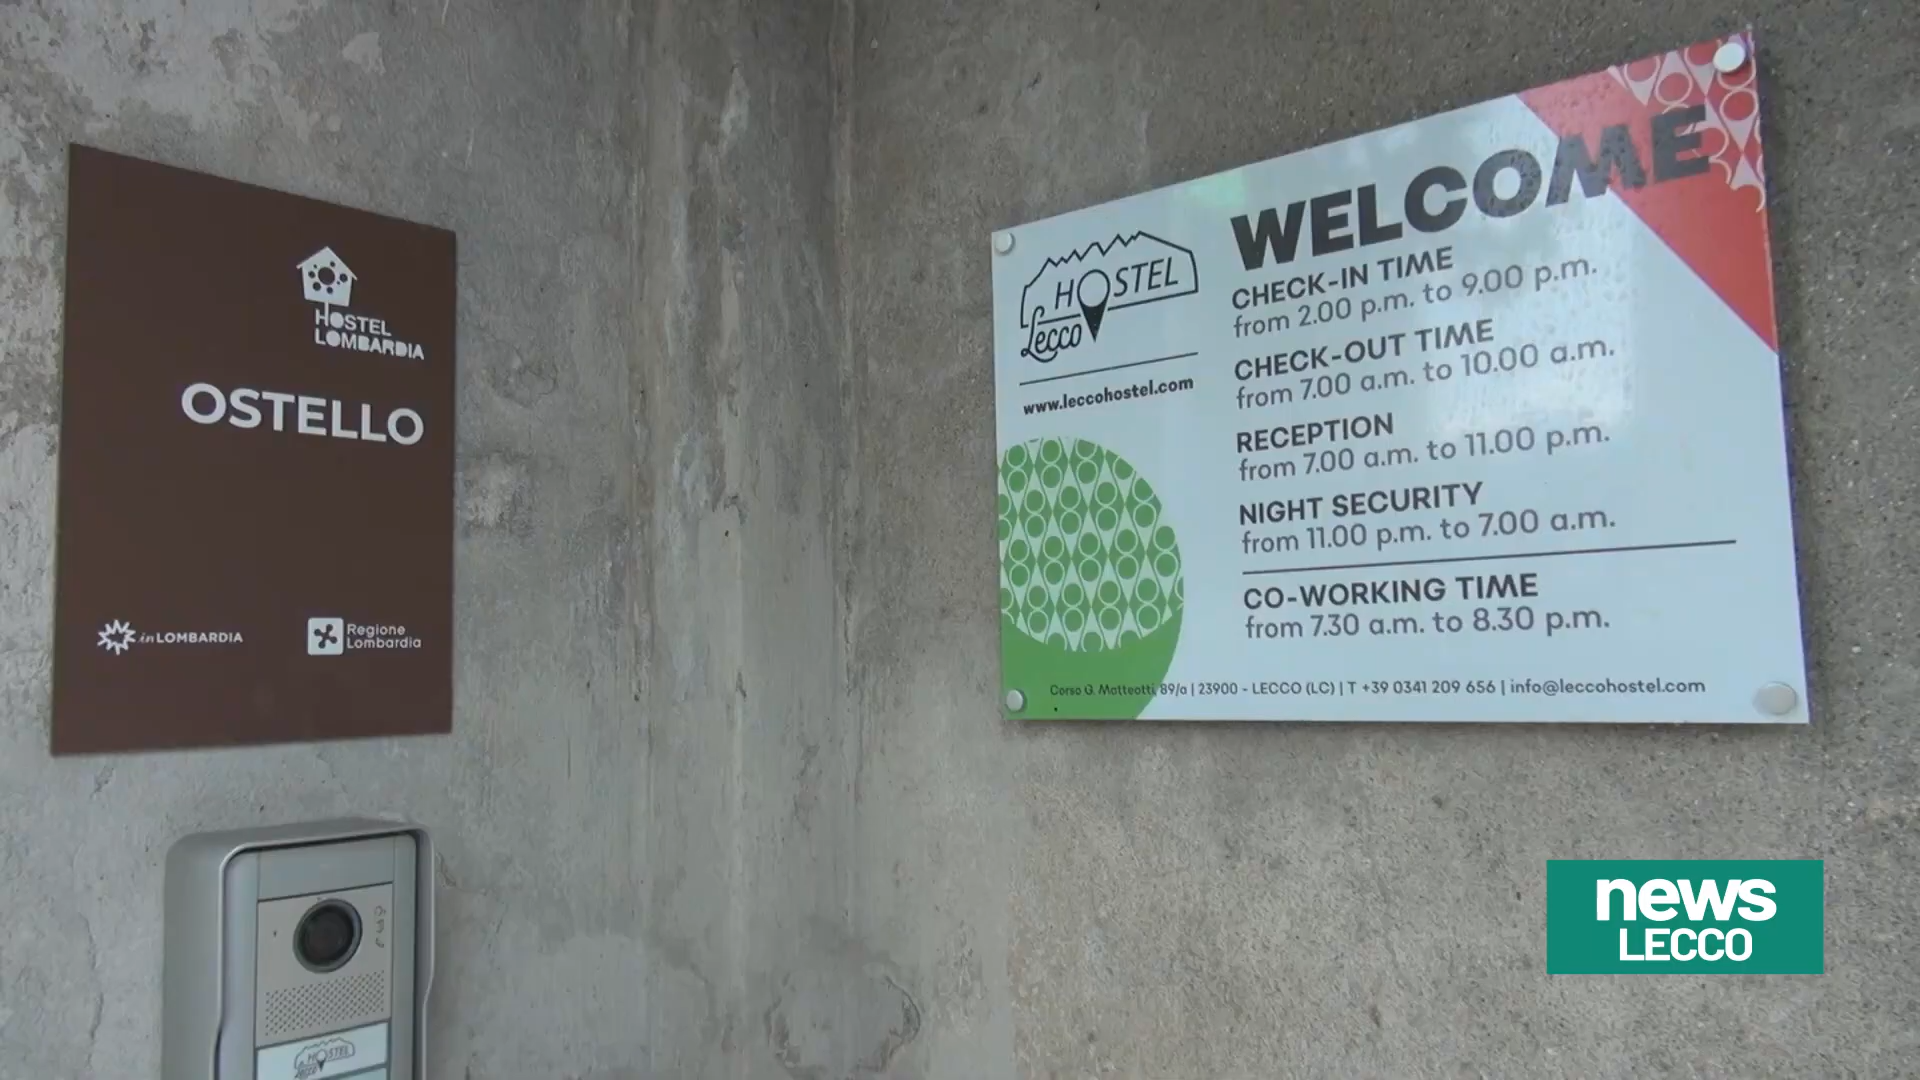 HOSTEL
LOMBARDIA
OSTELLO
inLOMBARDIA
Regione
Lombardia
HOSTEL
Lecco
www.leccohostel.com
WELCOME
CHECK-IN TIME
from 2.00 p.m. to 9.00 p.m.
CHECK-OUT TIME
from 7.00 a.m. to 10.00 a.m.
RECEPTION
from 7.00 a.m. to 11.00 p.m.
NIGHT SECURITY
from 11.00 p.m. to 7.00 a.m.
CO-WORKING TIME
from 7.30 a.m. to 8.30 p.m.
Corso G. Matteotti, 89/a | 23900 - LECCO (LC) | T +39 0341 209 656 | info@leccohostel.com
HOSTEL
Lecco
news
LECCO